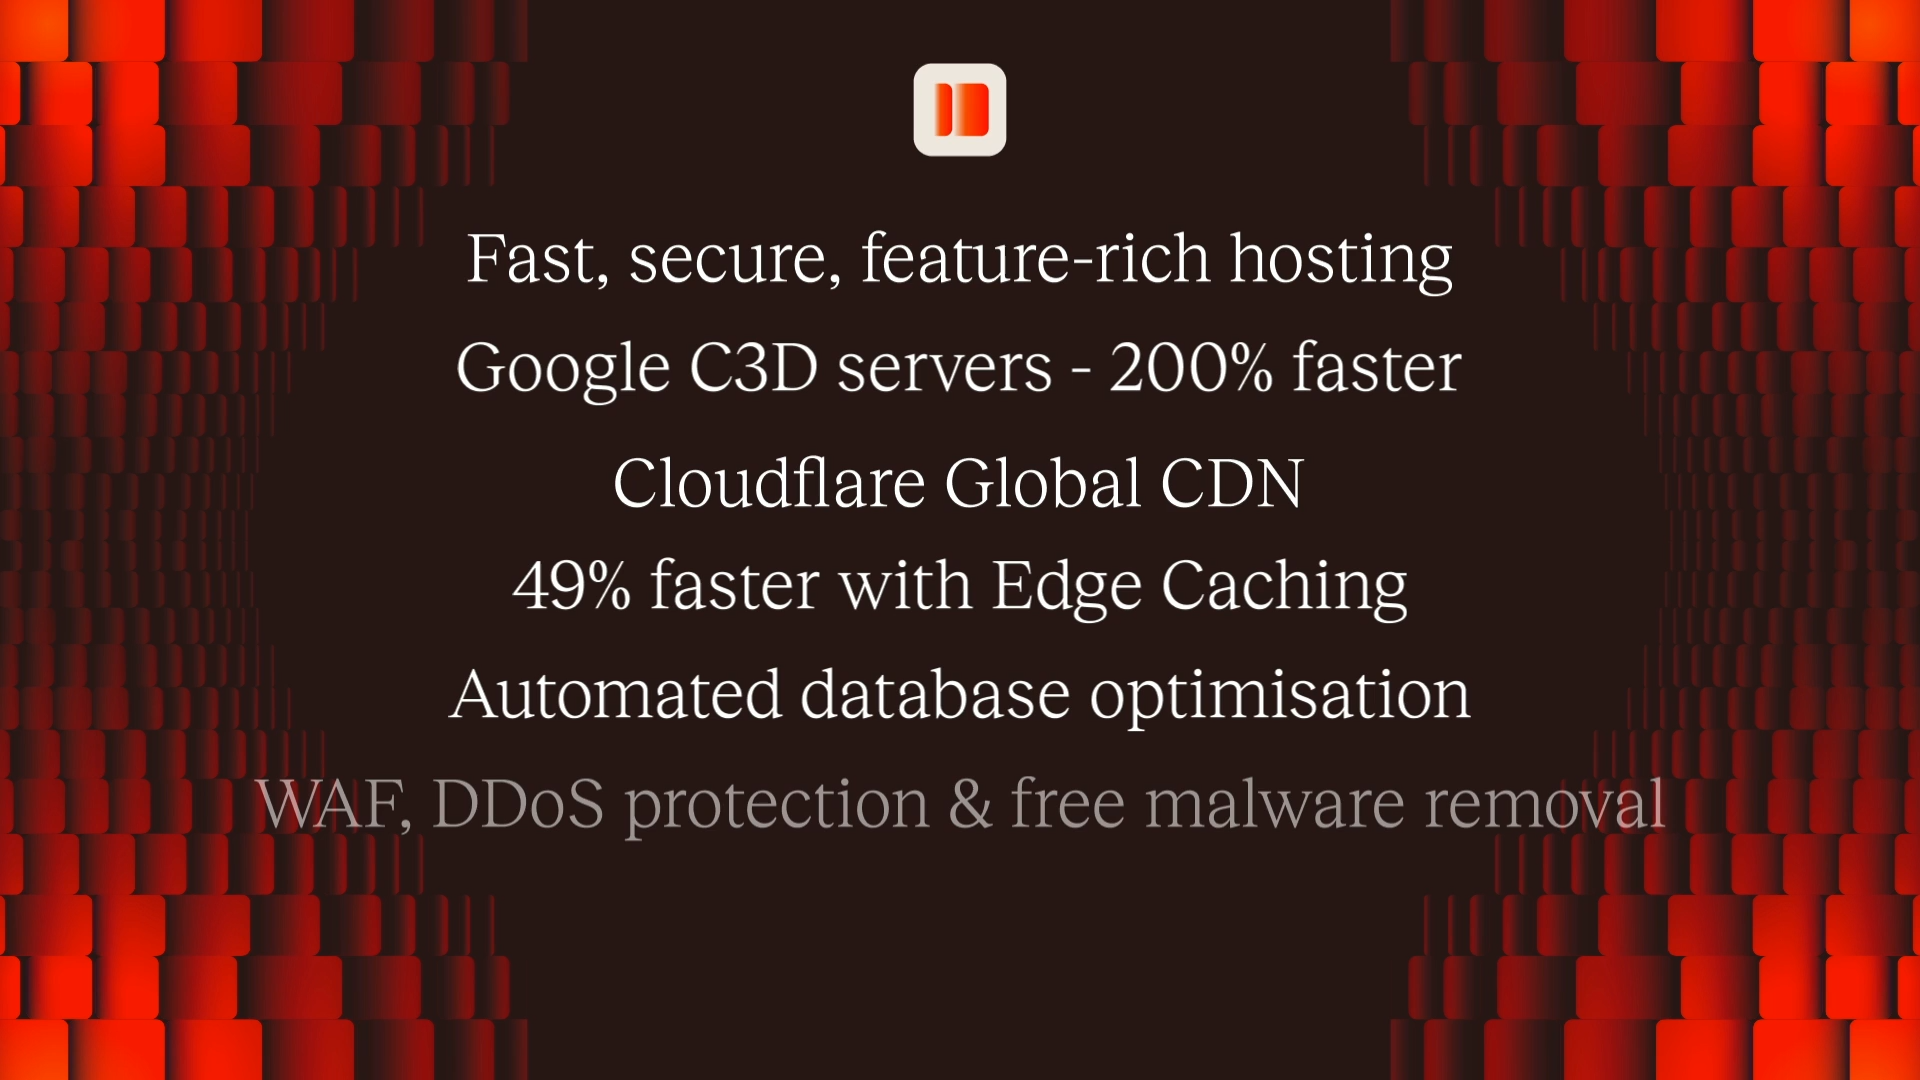 Fast, secure, feature-rich hosting
Google C3D servers - 200% faster
Cloudflare Global CDN
49% faster with Edge Caching
Automated database optimisation
WAF, DDoS protection & free malware removal